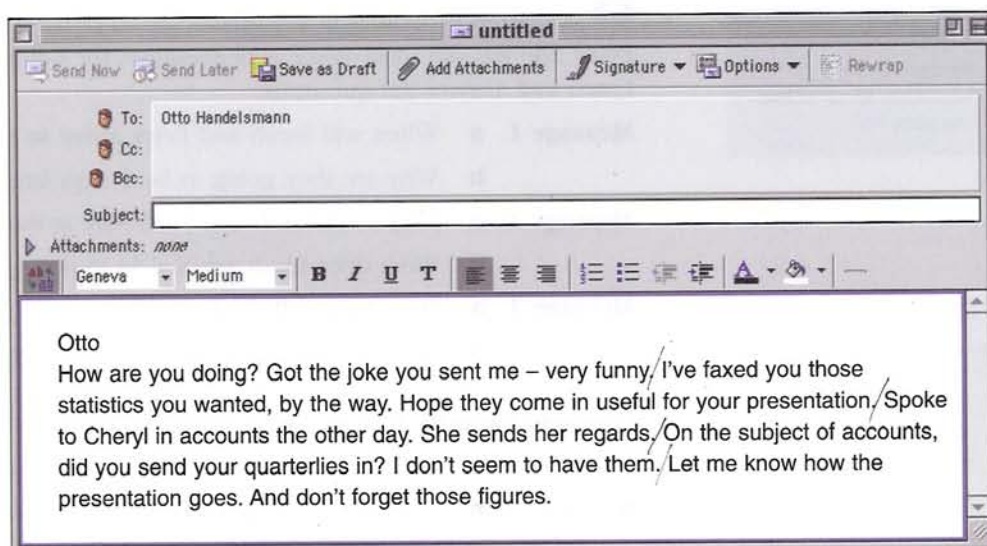 untitled
Send Now Send Later Save as Draft Add Attachments Signature Options Rewrap
To: Otto Handelsmann
Cc:
Bcc:
Subject:
Attachments: none
Geneva Medium B I U T
Otto
How are you doing? Got the joke you sent me – very funny. I've faxed you those
statistics you wanted, by the way. Hope they come in useful for your presentation. Spoke
to Cheryl in accounts the other day. She sends her regards. On the subject of accounts,
did you send your quarterlies in? I don't seem to have them. Let me know how the
presentation goes. And don't forget those figures.